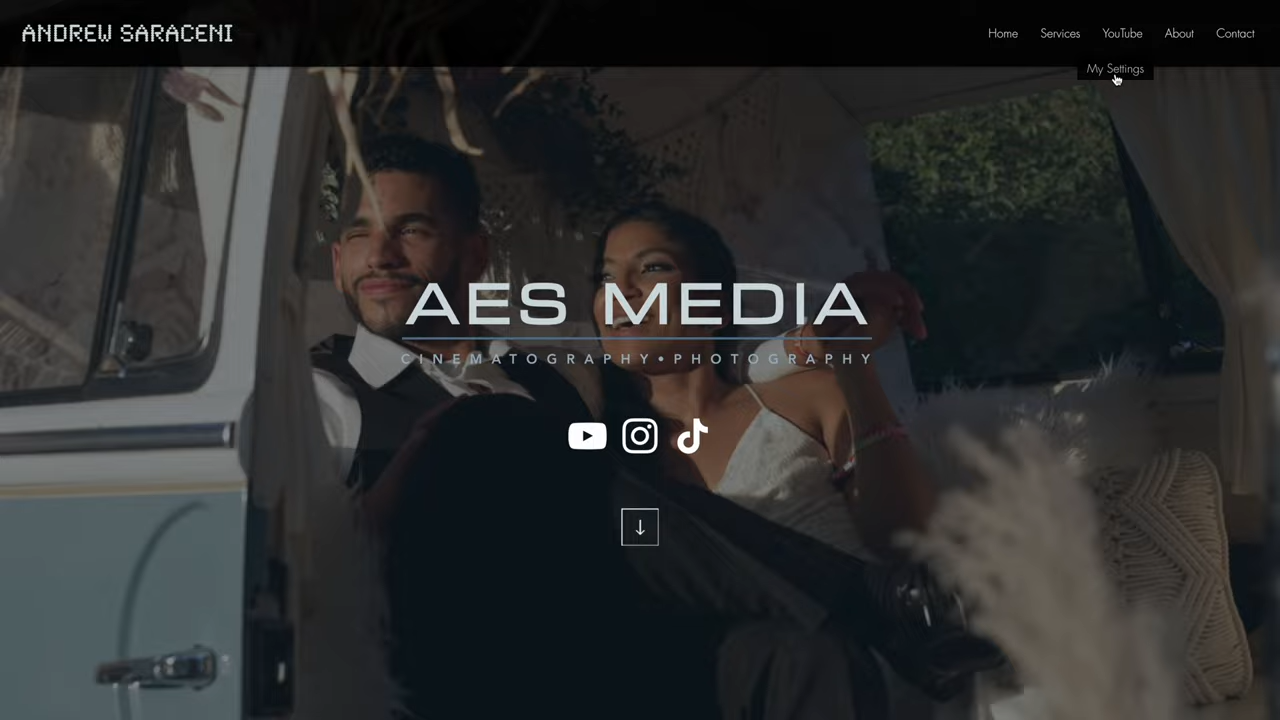 ANDREW SARACENI
Home Services YouTube About Contact
My Settings
AES MEDIA
CINEMATOGRAPHY•PHOTOGRAPHY